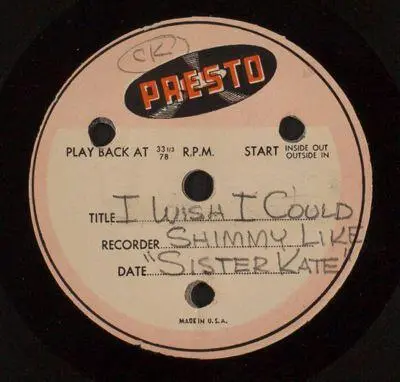 CK
PRESTO
PLAY BACK AT 33 1/3 78 R.P.M. START INSIDE OUT OUTSIDE IN
TITLE I WISH I COULD
RECORDER SHIMMY LIKE
DATE "SISTER KATE"
MADE IN U.S.A.